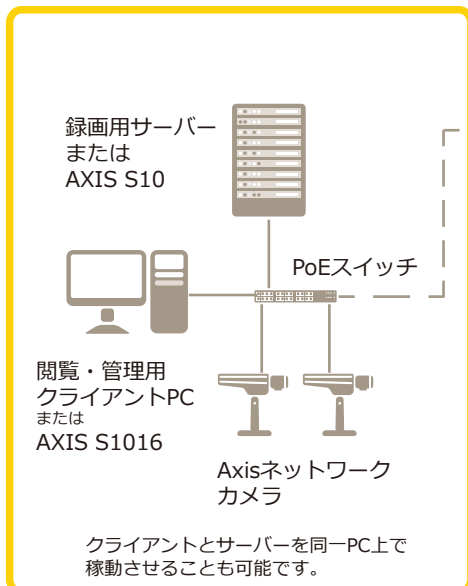 録画用サーバー
または
AXIS S10
PoEスイッチ
閲覧・管理用
クライアントPC
または
AXIS S1016
Axisネットワーク
カメラ
クライアントとサーバーを同一PC上で
稼動させることも可能です。